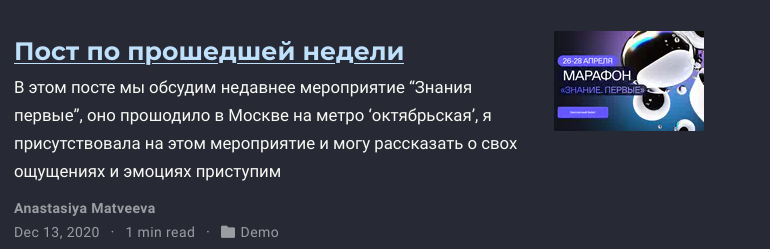 Пост по прошедшей недели
В этом посте мы обсудим недавнее мероприятие “Знания
первые”, оно прошодило в Москве на метро ‘октябрьская’, я
присутствовала на этом мероприятие и могу рассказать о свох
ощущениях и эмоциях приступим
Anastasiya Matveeva
Dec 13, 2020 · 1 min read · Demo
26-28 АПРЕЛЯ
МАРАФОН
«ЗНАНИЕ.ПЕРВЫЕ»